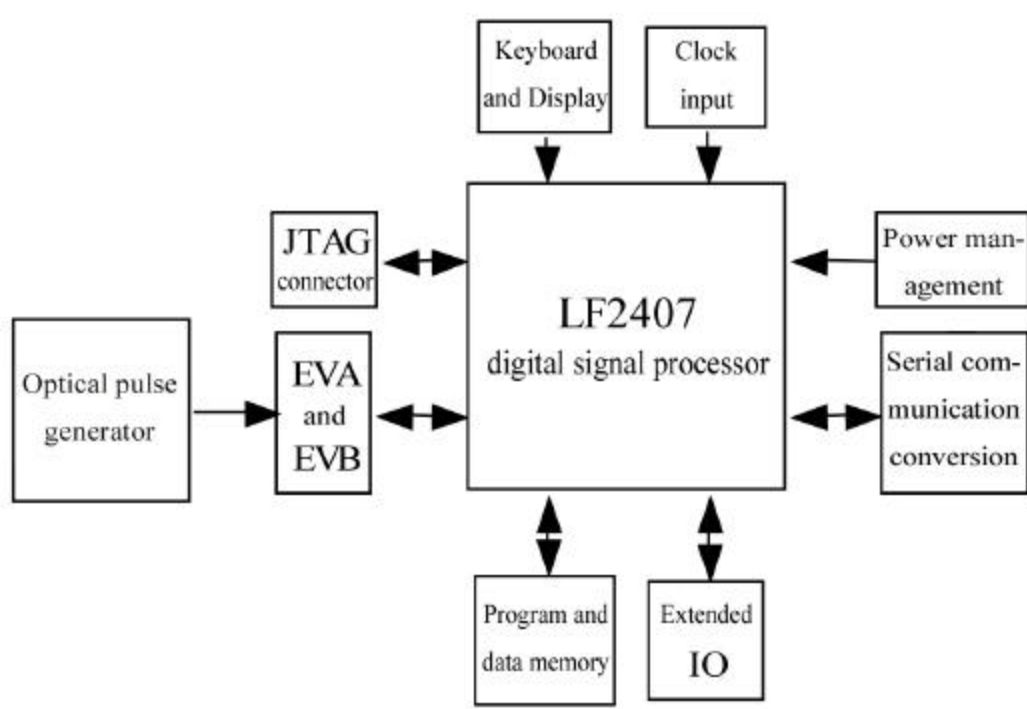 Keyboard
and Display
Clock
input
JTAG
connector
Power man-
agement
LF2407
digital signal processor
Optical pulse
generator
EVA
and
EVB
Serial com-
munication
conversion
Program and
data memory
Extended
IO